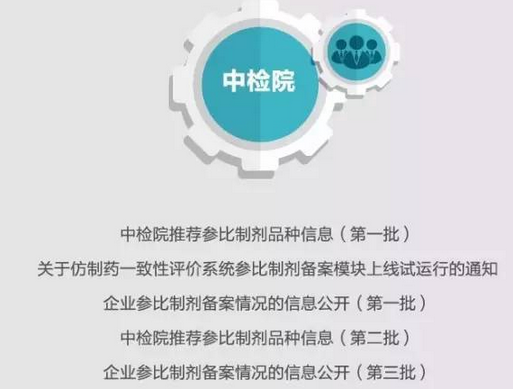 中检院
中检院推荐参比制剂品种信息（第一批）
关于仿制药一致性评价系统参比制剂备案模块上线试运行的通知
企业参比制剂备案情况的信息公开（第一批）
中检院推荐参比制剂品种信息（第二批）
企业参比制剂备案情况的信息公开（第三批）